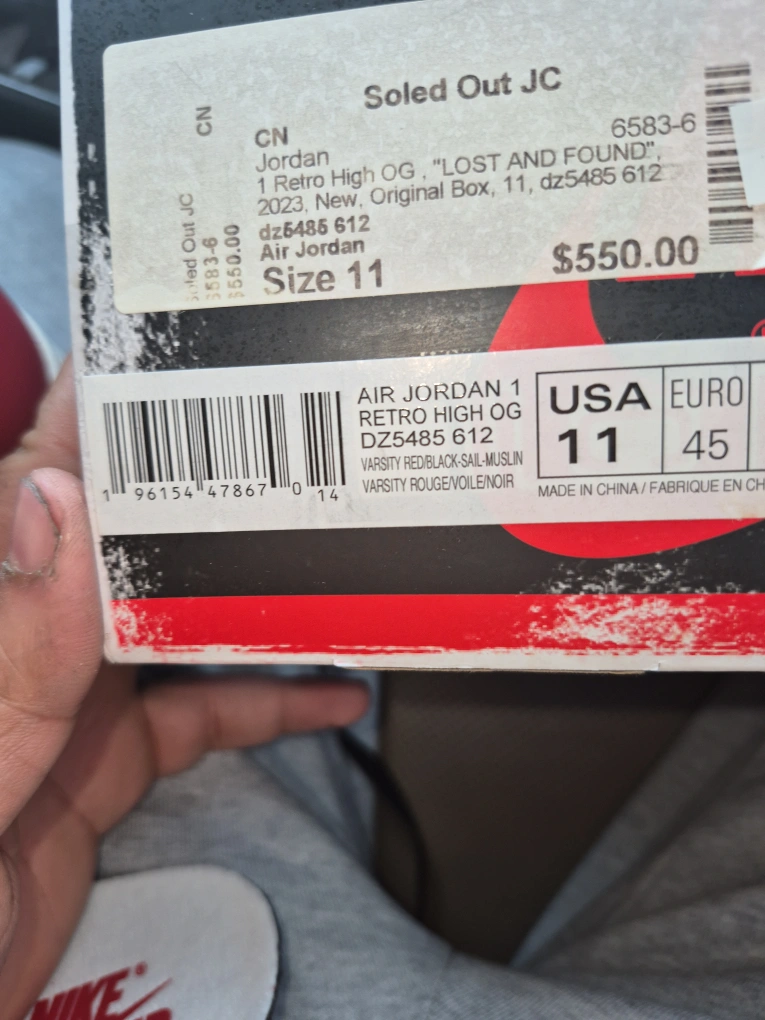 Soled Out JC
CN
6583-6
Jordan
1 Retro High OG , "LOST AND FOUND",
2023, New, Original Box, 11, dz5485 612
dz5485 612
Air Jordan
$550.00
Size 11
CN
Soled Out JC
6583-6
$550.00
AIR JORDAN 1
RETRO HIGH OG
DZ5485 612
VARSITY RED/BLACK-SAIL-MUSLIN
VARSITY ROUGE/VOILE/NOIR
USA
11
EURO
45
MADE IN CHINA / FABRIQUE EN CH
1 96154 47867 0 14
NIKE®